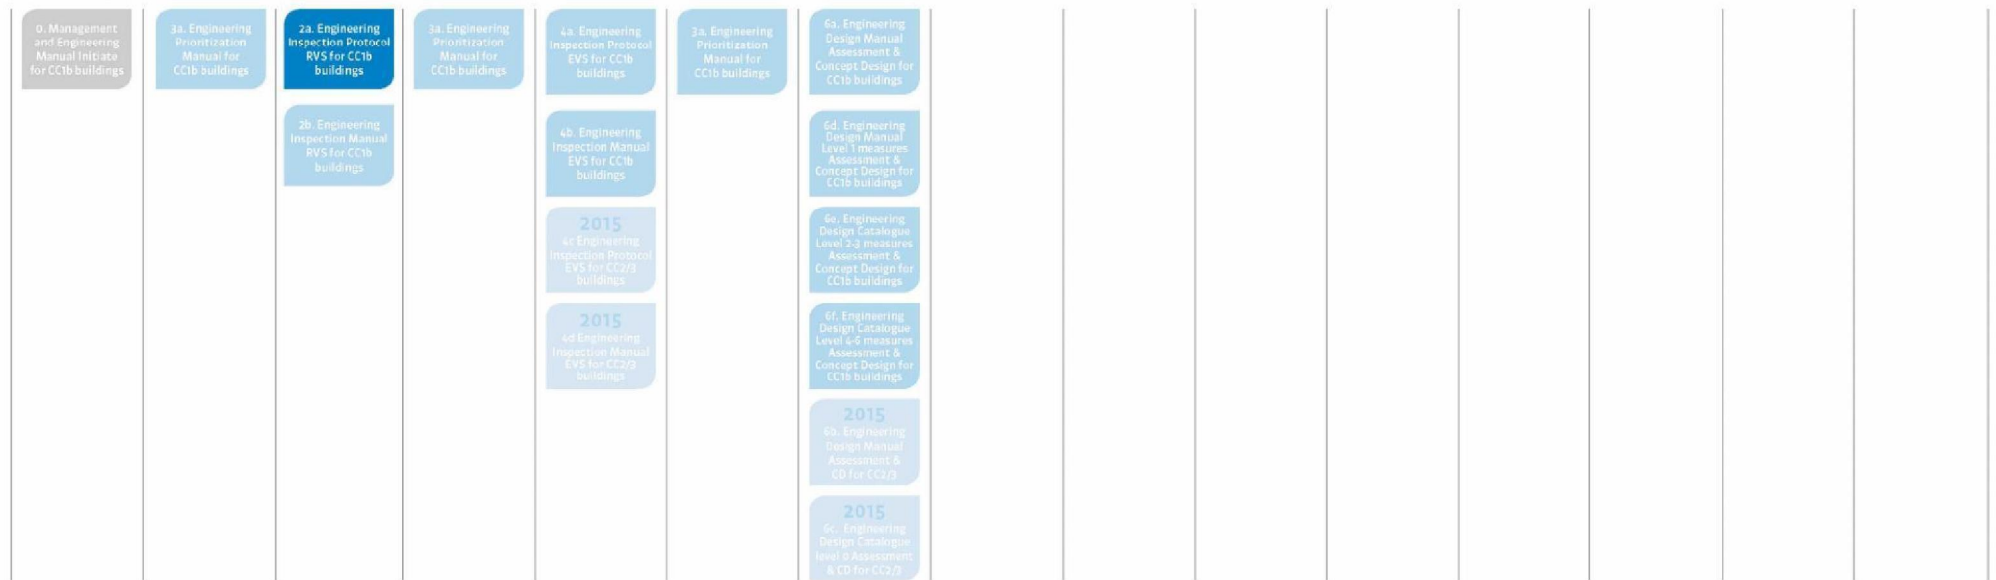 0. Management
and Engineering
Manual Initiate
for CC1b buildings
3a. Engineering
Prioritization
Manual for
CC1b buildings
2a. Engineering
Inspection Protocol
RVS for CC1b
buildings
2b. Engineering
Inspection Manual
RVS for CC1b
buildings
3a. Engineering
Prioritization
Manual for
CC1b buildings
4a. Engineering
Inspection Protocol
EVS for CC1b
buildings
4b. Engineering
Inspection Manual
EVS for CC1b
buildings
2015
4c Engineering
Inspection Protocol
EVS for CC2/3
buildings
2015
4d Engineering
Inspection Manual
EVS for CC2/3
buildings
3a. Engineering
Prioritization
Manual for
CC1b buildings
6a. Engineering
Design Manual
Assessment &
Concept Design for
CC1b buildings
6d. Engineering
Design Manual
Level 1 measures
Assessment &
Concept Design for
CC1b buildings
6e. Engineering
Design Catalogue
Level 2-3 measures
Assessment &
Concept Design for
CC1b buildings
6f. Engineering
Design Catalogue
Level 4-6 measures
Assessment &
Concept Design for
CC1b buildings
2015
6b. Engineering
Design Manual
Assessment &
CD for CC2/3
2015
6c. Engineering
Design Catalogue
level 0 Assessment
& CD for CC2/3